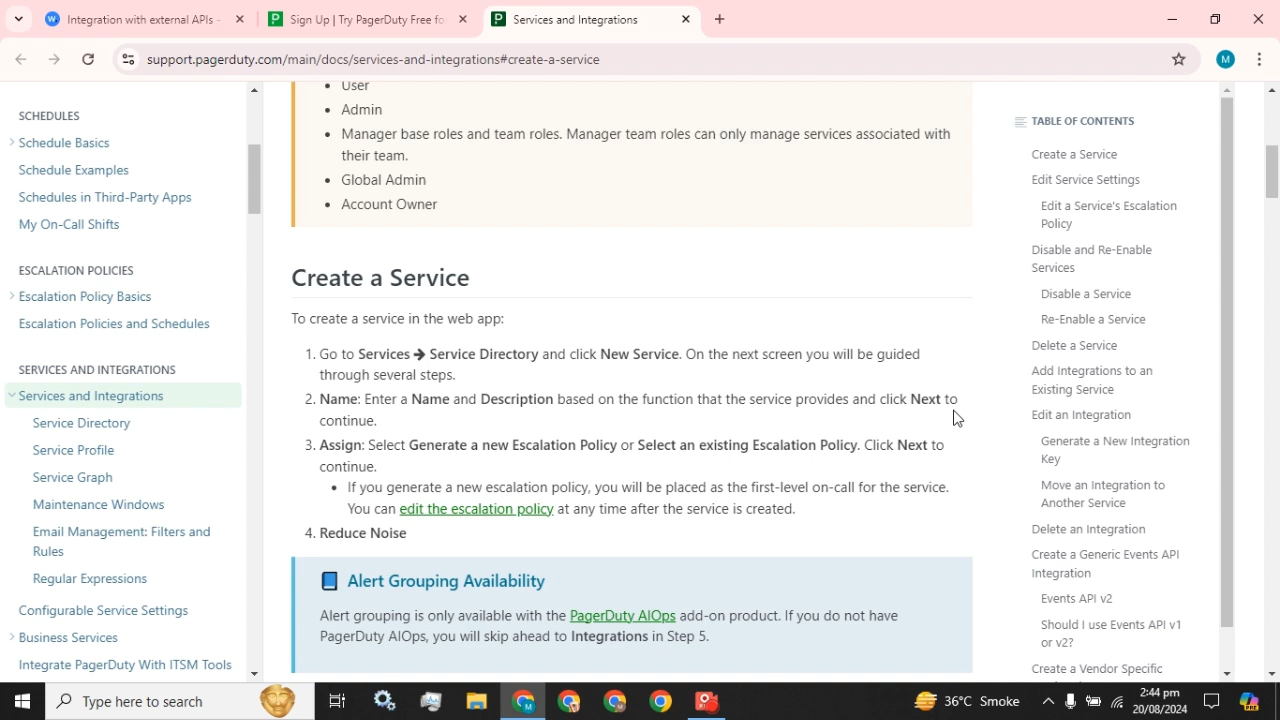 Integration with external APIs -
Sign Up | Try PagerDuty Free fo
Services and Integrations
support.pagerduty.com/main/docs/services-and-integrations#create-a-service
M
SCHEDULES
Schedule Basics
Schedule Examples
Schedules in Third-Party Apps
My On-Call Shifts
ESCALATION POLICIES
Escalation Policy Basics
Escalation Policies and Schedules
SERVICES AND INTEGRATIONS
Services and Integrations
Service Directory
Service Profile
Service Graph
Maintenance Windows
Email Management: Filters and
Rules
Regular Expressions
Configurable Service Settings
Business Services
Integrate PagerDuty With ITSM Tools
• User
• Admin
• Manager base roles and team roles. Manager team roles can only manage services associated with
their team.
• Global Admin
• Account Owner
Create a Service
To create a service in the web app:
1. Go to Services → Service Directory and click New Service. On the next screen you will be guided
through several steps.
2. Name: Enter a Name and Description based on the function that the service provides and click Next to
continue.
3. Assign: Select Generate a new Escalation Policy or Select an existing Escalation Policy. Click Next to
continue.
• If you generate a new escalation policy, you will be placed as the first-level on-call for the service.
You can edit the escalation policy at any time after the service is created.
4. Reduce Noise
Alert Grouping Availability
Alert grouping is only available with the PagerDuty AIOps add-on product. If you do not have
PagerDuty AIOps, you will skip ahead to Integrations in Step 5.
TABLE OF CONTENTS
Create a Service
Edit Service Settings
Edit a Service's Escalation
Policy
Disable and Re-Enable
Services
Disable a Service
Re-Enable a Service
Delete a Service
Add Integrations to an
Existing Service
Edit an Integration
Generate a New Integration
Key
Move an Integration to
Another Service
Delete an Integration
Create a Generic Events API
Integration
Events API v2
Should I use Events API v1
or v2?
Create a Vendor Specific
Type here to search
36°C Smoke
2:44 pm
20/08/2024